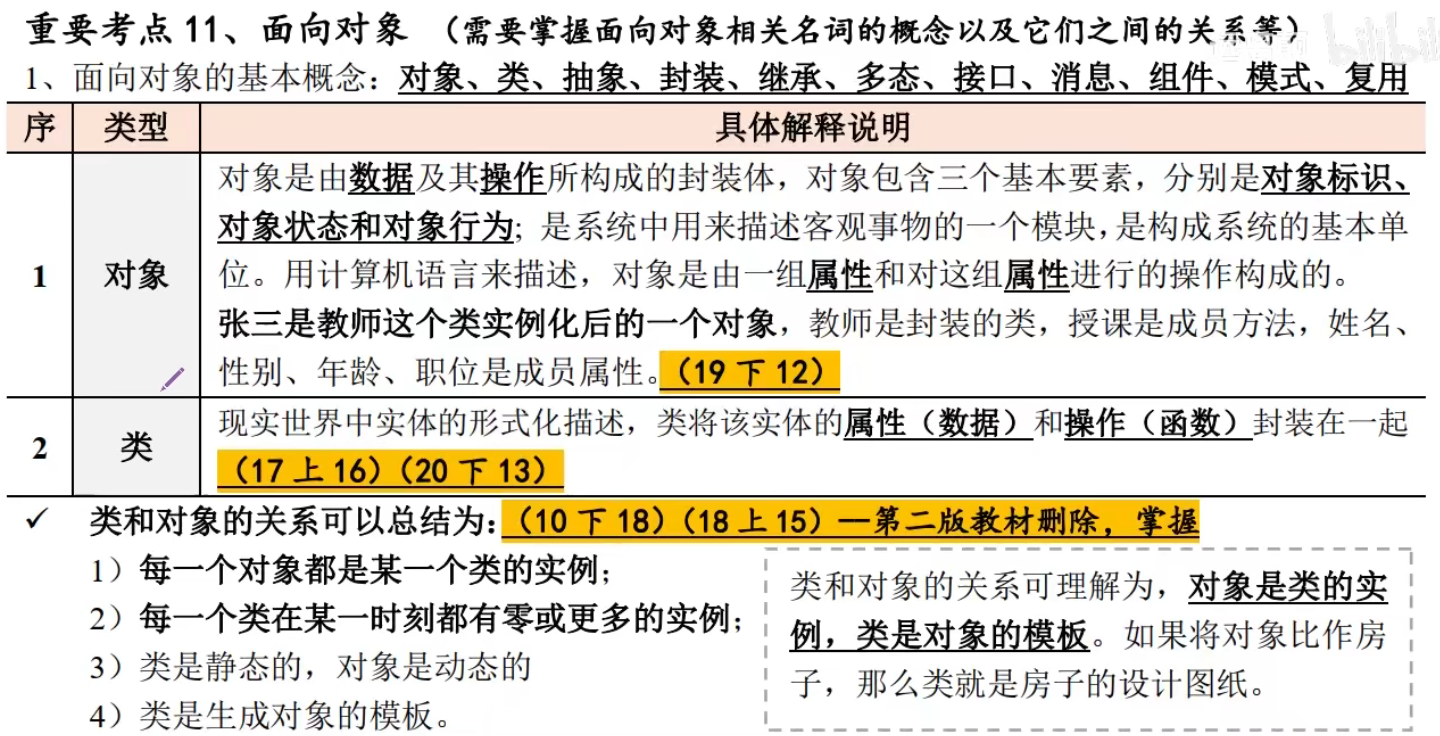 重要考点 11、面向对象 （需要掌握面向对象相关名词的概念以及它们之间的关系等）
bilibili
1、面向对象的基本概念：对象、类、抽象、封装、继承、多态、接口、消息、组件、模式、复用
序 类型 具体解释说明
1 对象 对象是由数据及其操作所构成的封装体，对象包含三个基本要素，分别是对象标识、
对象状态和对象行为; 是系统中用来描述客观事物的一个模块，是构成系统的基本单
位。用计算机语言来描述，对象是由一组属性和对这组属性进行的操作构成的。
张三是教师这个类实例化后的一个对象，教师是封装的类，授课是成员方法，姓名、
性别、年龄、职位是成员属性。（19 下 12）
2 类 现实世界中实体的形式化描述，类将该实体的属性（数据）和操作（函数）封装在一起
（17 上 16）（20 下 13）
✓ 类和对象的关系可以总结为:（10 下 18）（18 上 15）—第二版教材删除，掌握
1）每一个对象都是某一个类的实例；
2）每一个类在某一时刻都有零或更多的实例；
3）类是静态的，对象是动态的
4）类是生成对象的模板。
类和对象的关系可理解为，对象是类的实
例，类是对象的模板。如果将对象比作房
子，那么类就是房子的设计图纸。